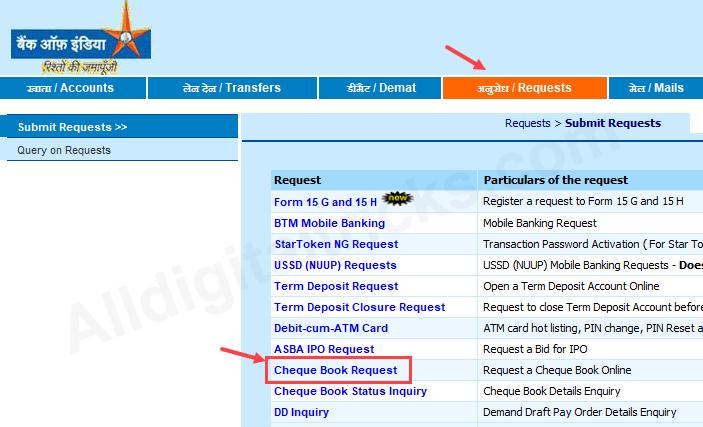 बैंक ऑफ़ इंडिया
रिश्तों की जमापूँजी
खाता / Accounts
लेन देन / Transfers
डीमैट / Demat
अनुरोध / Requests
मेल / Mails
Submit Requests >>
Query on Requests
Requests > Submit Requests
Request Particulars of the request
Form 15 G and 15 H new Register a request to Form 15 G and 15 H
BTM Mobile Banking Mobile Banking Request
StarToken NG Request Transaction Password Activation ( For Star To
USSD (NUUP) Requests USSD (NUUP) Mobile Banking Requests - Does
Term Deposit Request Open a Term Deposit Account Online
Term Deposit Closure Request Request to close Term Deposit Account before
Debit-cum-ATM Card ATM card hot listing, PIN change, PIN Reset a
ASBA IPO Request Request a Bid for IPO
Cheque Book Request Request a Cheque Book Online
Cheque Book Status Inquiry Cheque Book Details Enquiry
DD Inquiry Demand Draft Pay Order Details Enquiry